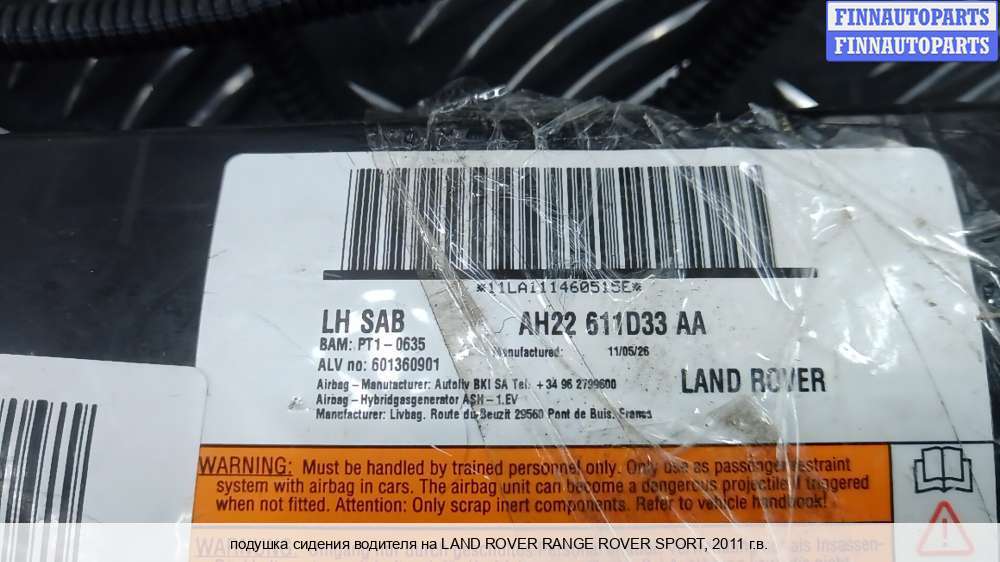 FINNAUTOPARTS
FINNAUTOPARTS
*11LA111460515E*
LH SAB
AH22 611D33 AA
BAM: PT1-0635
Manufactured: 11/05/26
ALV no: 601360901
Airbag - Manufacturer: Autoliv BKI SA Tel: +34 96 2799600
LAND ROVER
Airbag - Hybridgasgenerator ASH-1.EV
Manufacturer: Livbag. Route du Beuzit 29560 Pont de Buis. France
WARNING: Must be handled by trained personnel only. Only use as passenger restraint
system with airbag in cars. The airbag unit can become a dangerous projectile if triggered
when not fitted. Attention: Only scrap inert components. Refer to vehicle handbook!
подушка сидения водителя на LAND ROVER RANGE ROVER SPORT, 2011 г.в.